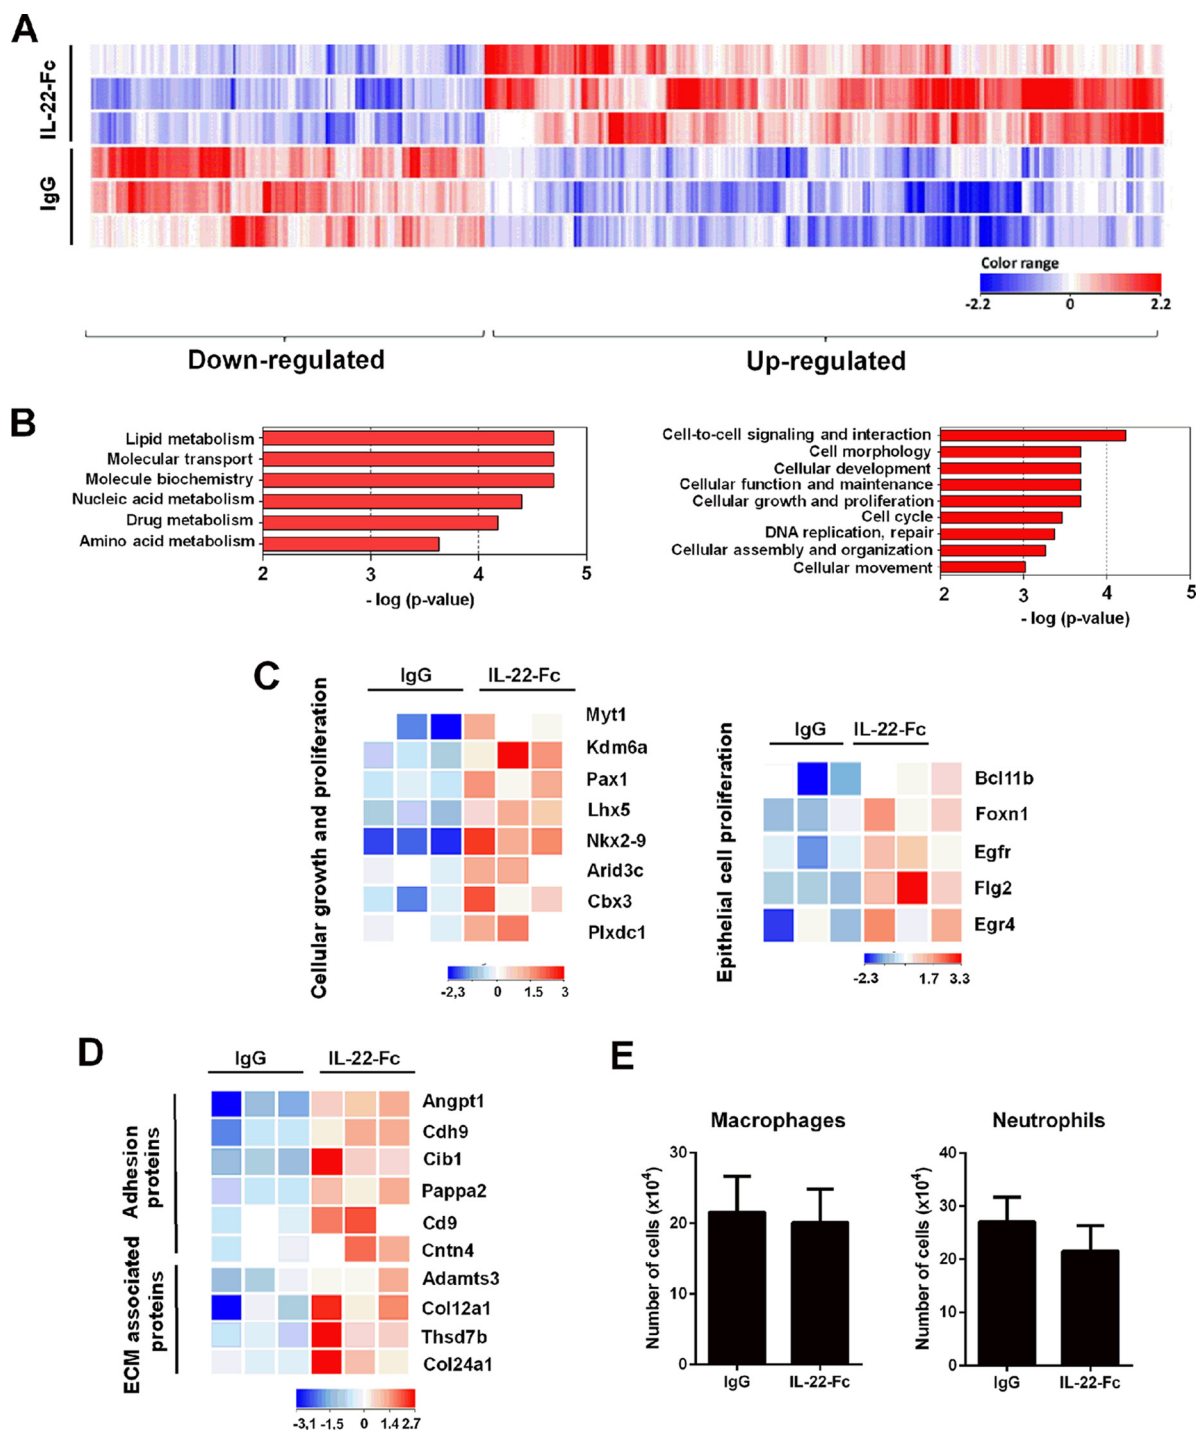 A
IL-22-Fc
IgG
Color range
-2.2 0 2.2
Down-regulated Up-regulated
B
Lipid metabolism
Molecular transport
Molecule biochemistry
Nucleic acid metabolism
Drug metabolism
Amino acid metabolism
2 3 4 5
- log (p-value)
Cell-to-cell signaling and interaction
Cell morphology
Cellular development
Cellular function and maintenance
Cellular growth and proliferation
Cell cycle
DNA replication, repair
Cellular assembly and organization
Cellular movement
2 3 4 5
- log (p-value)
C
Cellular growth and proliferation
IgG IL-22-Fc
Myt1
Kdm6a
Pax1
Lhx5
Nkx2-9
Arid3c
Cbx3
Plxdc1
-2,3 0 1.5 3
Epithelial cell proliferation
IgG IL-22-Fc
Bcl11b
Foxn1
Egfr
Flg2
Egr4
-2.3 1.7 3.3
D
IgG IL-22-Fc
Adhesion
proteins
Angpt1
Cdh9
Cib1
Pappa2
Cd9
Cntn4
ECM associated
proteins
Adamts3
Col12a1
Thsd7b
Col24a1
-3,1 -1,5 0 1.4 2.7
E
Macrophages
Number of cells (x10⁴)
30
20
10
0
IgG IL-22-Fc
Neutrophils
Number of cells (x10⁴)
40
30
20
10
0
IgG IL-22-Fc